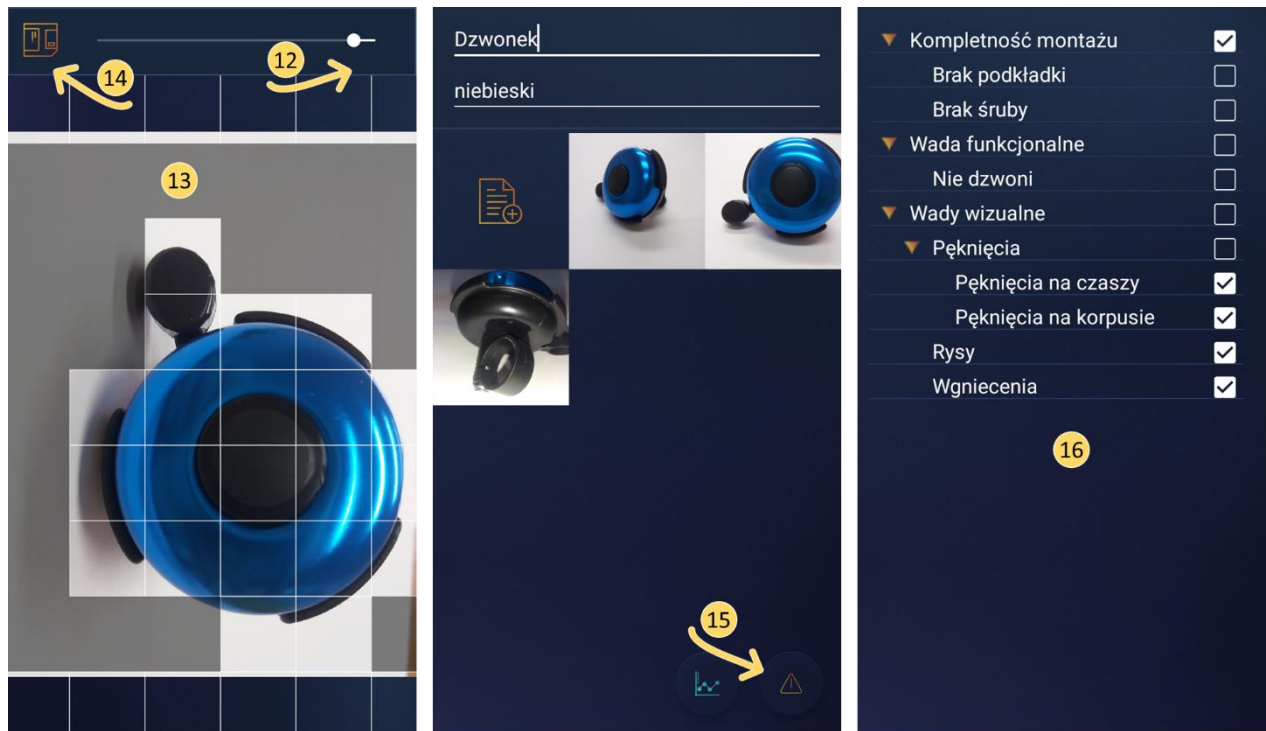 12
14
13
Dzwonek
niebieski
15
Kompletność montażu
Brak podkładki
Brak śruby
Wada funkcjonalne
Nie dzwoni
Wady wizualne
Pęknięcia
Pęknięcia na czaszy
Pęknięcia na korpusie
Rysy
Wgniecenia
16